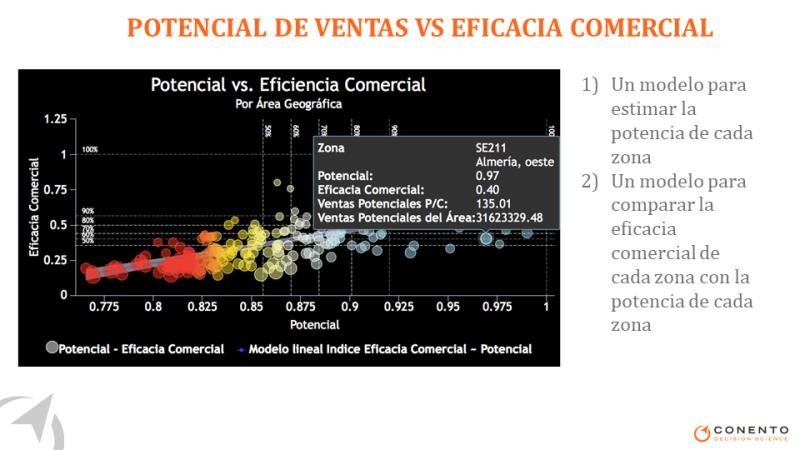 POTENCIAL DE VENTAS VS EFICACIA COMERCIAL
Potencial vs. Eficiencia Comercial
Por Área Geográfica
Eficacia Comercial
1.25
1
0.75
0.5
0.25
0
100%
90%
80%
70%
50%
50%
60%
70%
80%
90%
Zona SE211
Almería, oeste
Potencial: 0.97
Eficacia Comercial: 0.40
Ventas Potenciales P/C: 135.01
Ventas Potenciales del Área:31623329.48
0.775 0.8 0.825 0.85 0.875 0.9 0.925 0.95 0.975 1
Potencial
Potencial - Eficacia Comercial Modelo lineal Indice Eficacia Comercial ~ Potencial
1) Un modelo para
estimar la
potencia de cada
zona
2) Un modelo para
comparar la
eficacia
comercial de
cada zona con la
potencia de cada
zona
CONENTO
DECISION SCIENCE